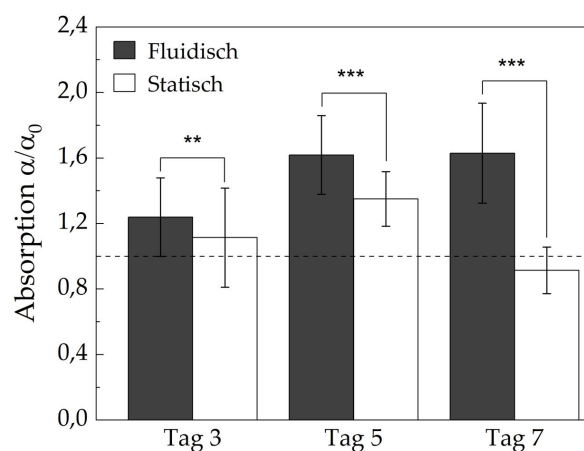 2,4
2,0
1,6
1,2
0,8
0,4
0,0
Absorption α/α0
Fluidisch
Statisch
**
***
***
Tag 3
Tag 5
Tag 7